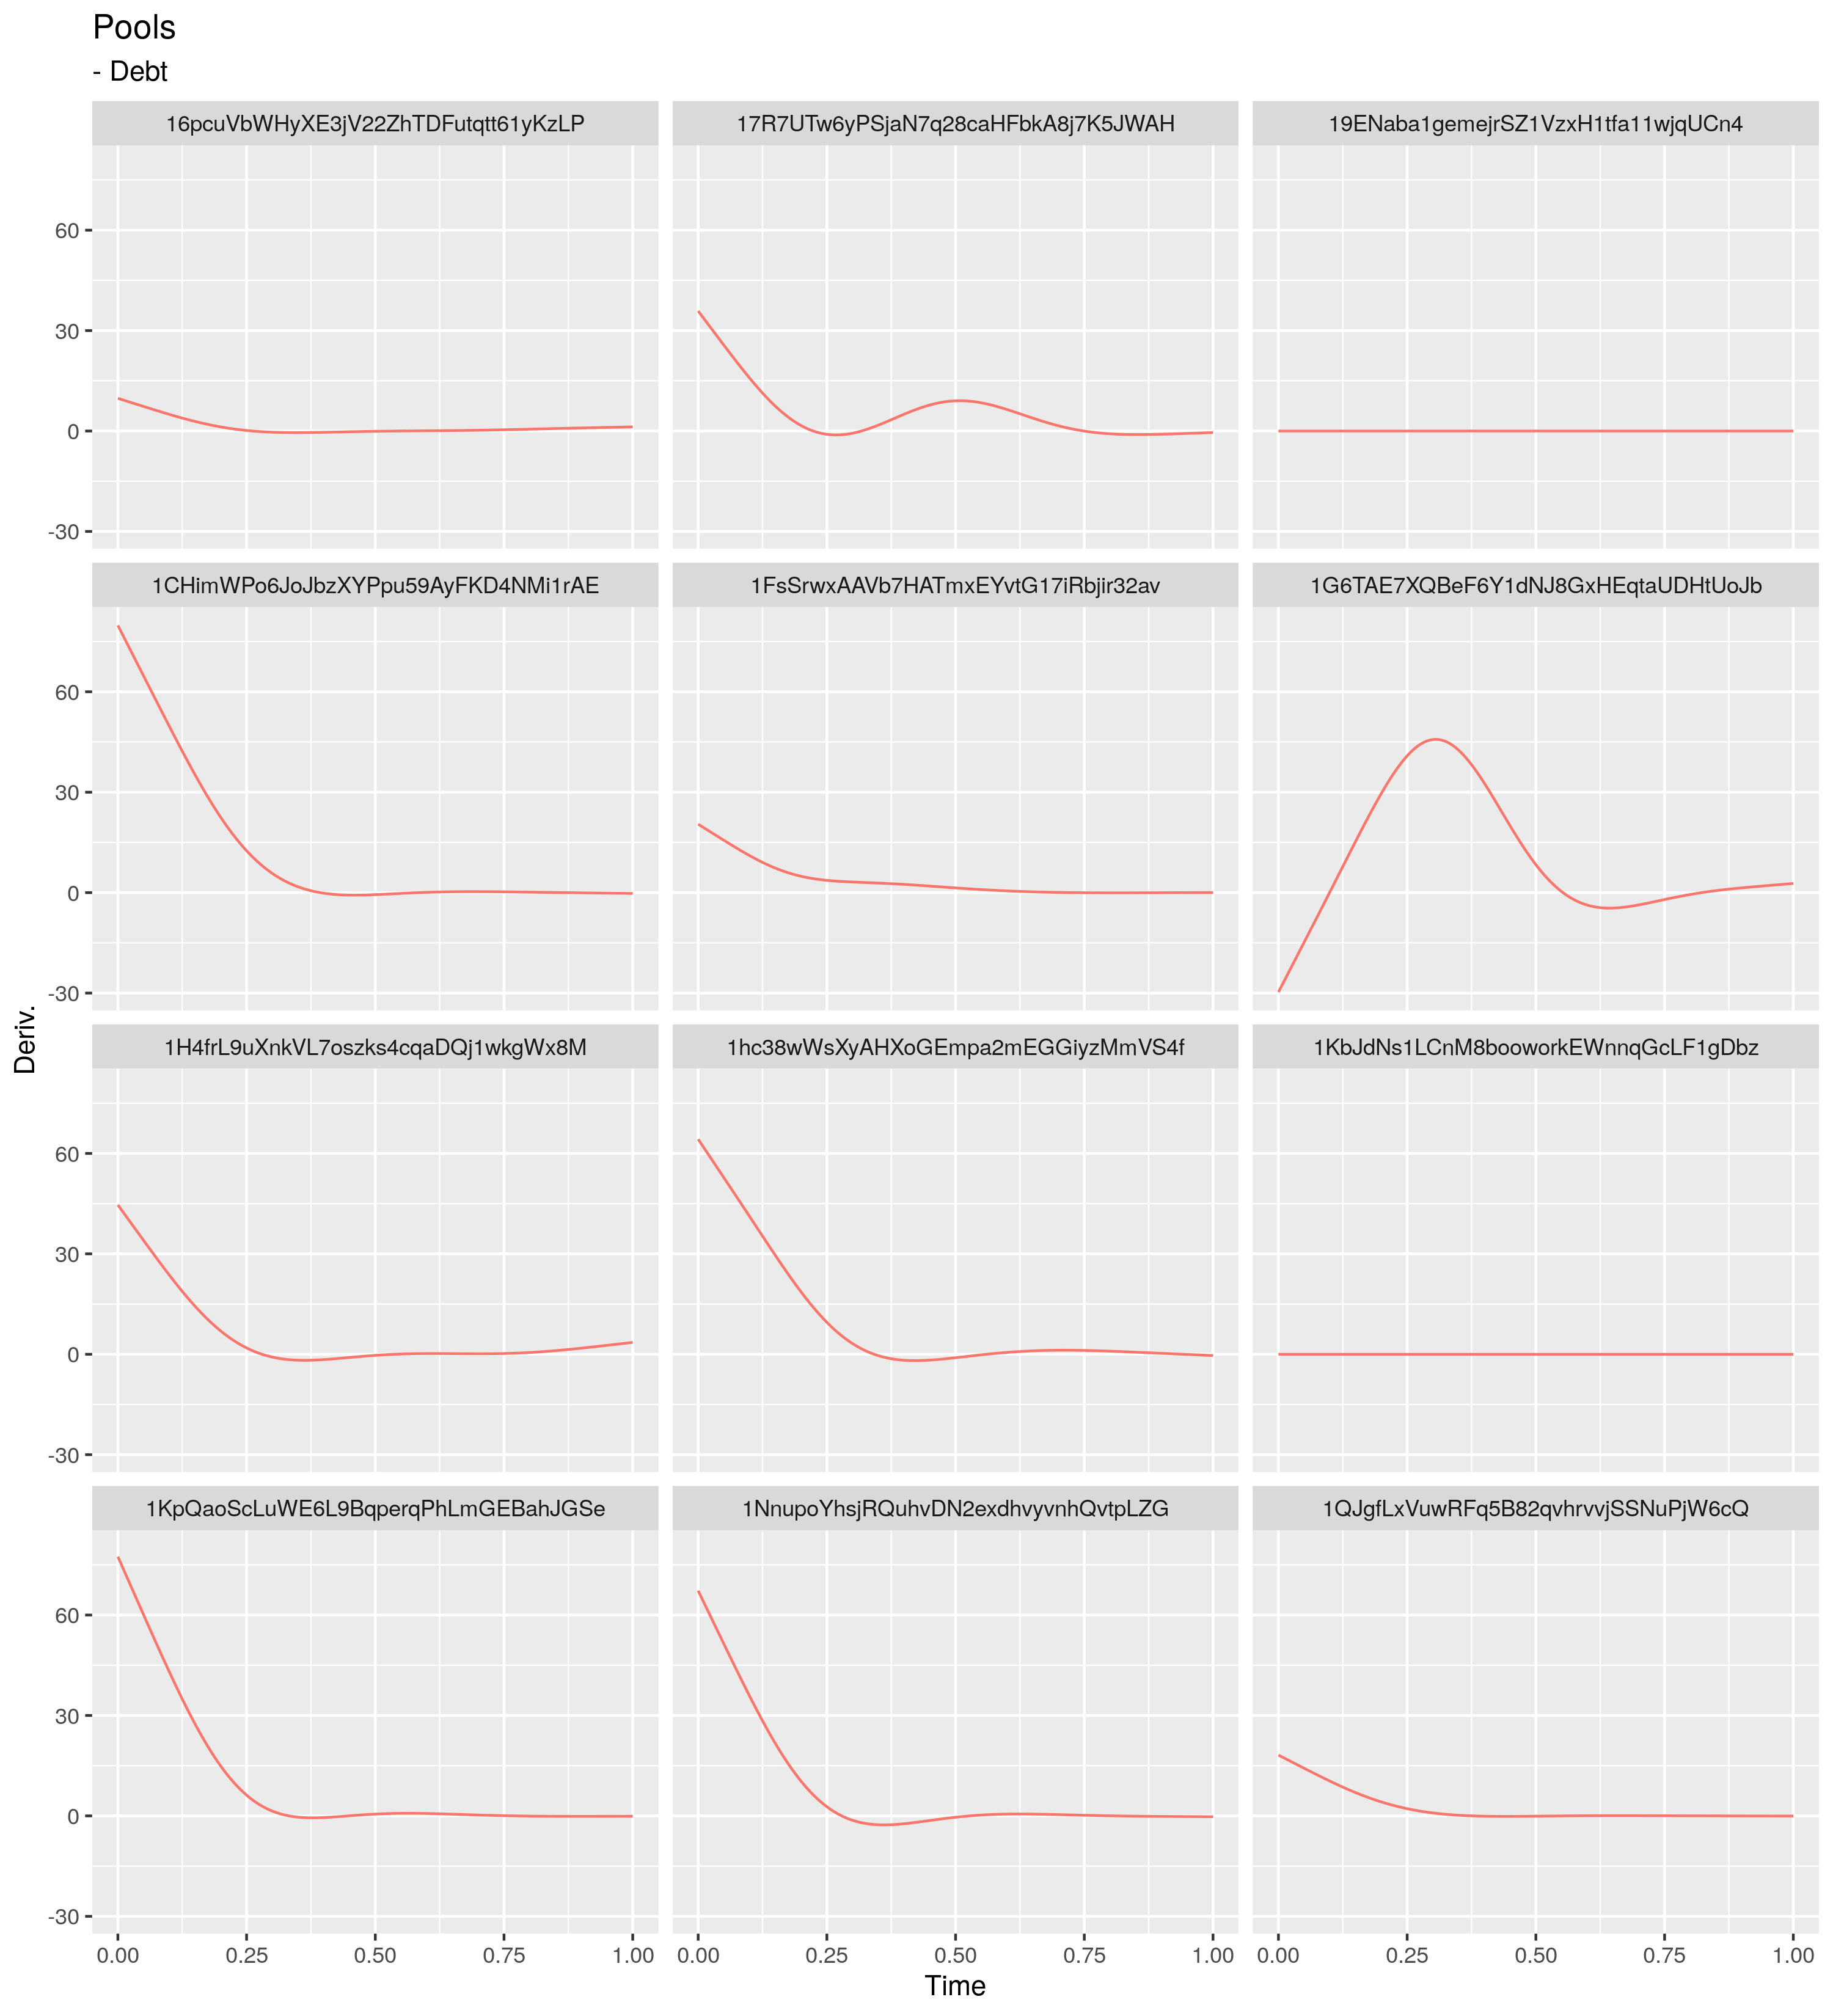 Pools
- Debt
16pcuVbWHyXE3jV22ZhTDFutqtt61yKzLP
17R7UTw6yPSjaN7q28caHFbkA8j7K5JWAH
19ENaba1gemejrSZ1VzxH1tfa11wjqUCn4
60
30
0
-30
1CHimWPo6JoJbzXYPpu59AyFKD4NMi1rAE
1FsSrwxAAVb7HATmxEYvtG17iRbjir32av
1G6TAE7XQBeF6Y1dNJ8GxHEqtaUDHtUoJb
60
30
0
-30
Deriv.
1H4frL9uXnkVL7oszks4cqaDQj1wkgWx8M
1hc38wWsXyAHXoGEmpa2mEGGiyzMmVS4f
1KbJdNs1LCnM8booworkEWnnqGcLF1gDbz
60
30
0
-30
1KpQaoScLuWE6L9BqperqPhLmGEBahJGSe
1NnupoYhsjRQuhvDN2exdhvyvnhQvtpLZG
1QJgfLxVuwRFq5B82qvhrvvjSSNuPjW6cQ
60
30
0
-30
0.00 0.25 0.50 0.75 1.00
0.00 0.25 0.50 0.75 1.00
0.00 0.25 0.50 0.75 1.00
Time